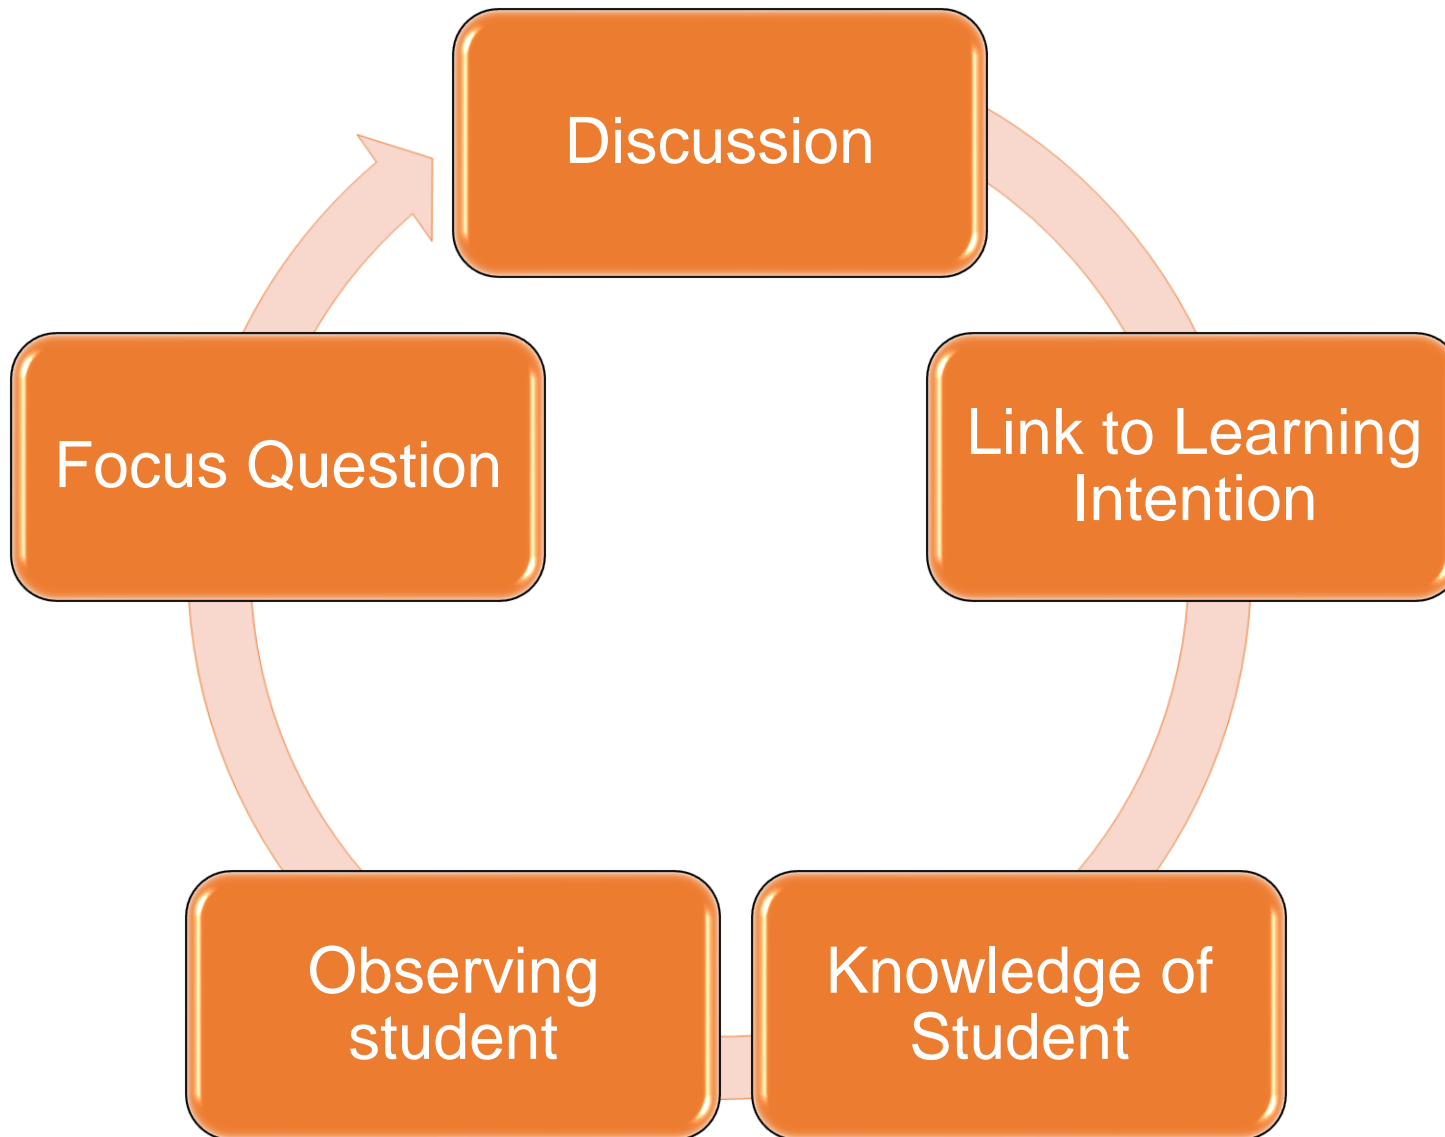 Discussion
Link to Learning
Intention
Knowledge of
Student
Observing
student
Focus Question